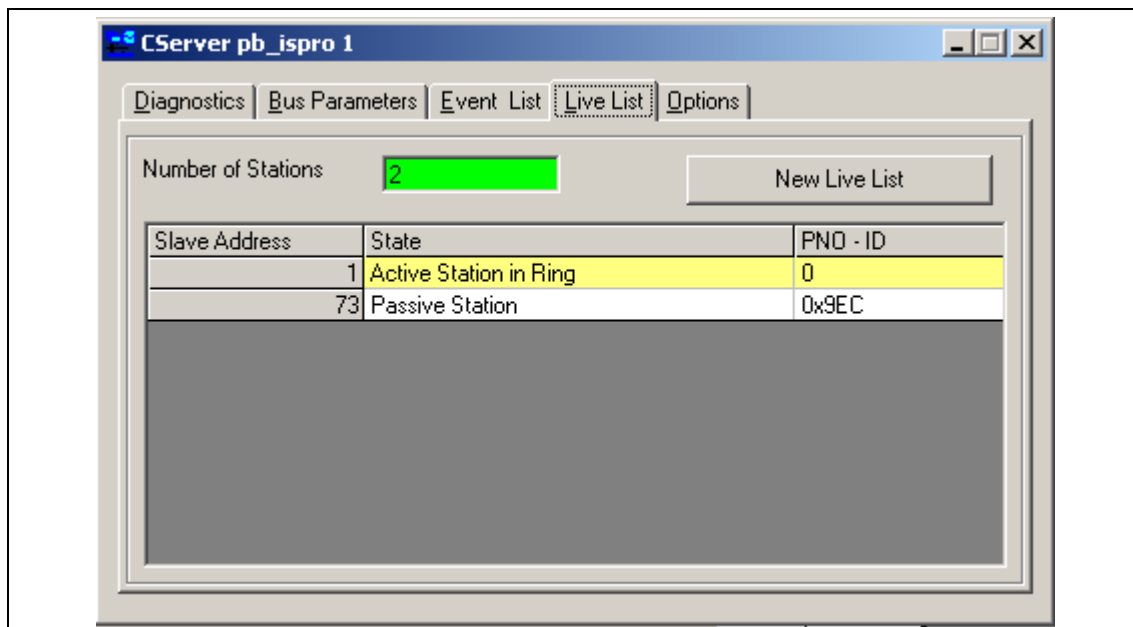 CServer pb_ispro 1
Diagnostics Bus Parameters Event List Live List Options
Number of Stations 2 New Live List
Slave Address State PNO - ID
1 Active Station in Ring 0
73 Passive Station 0x9EC